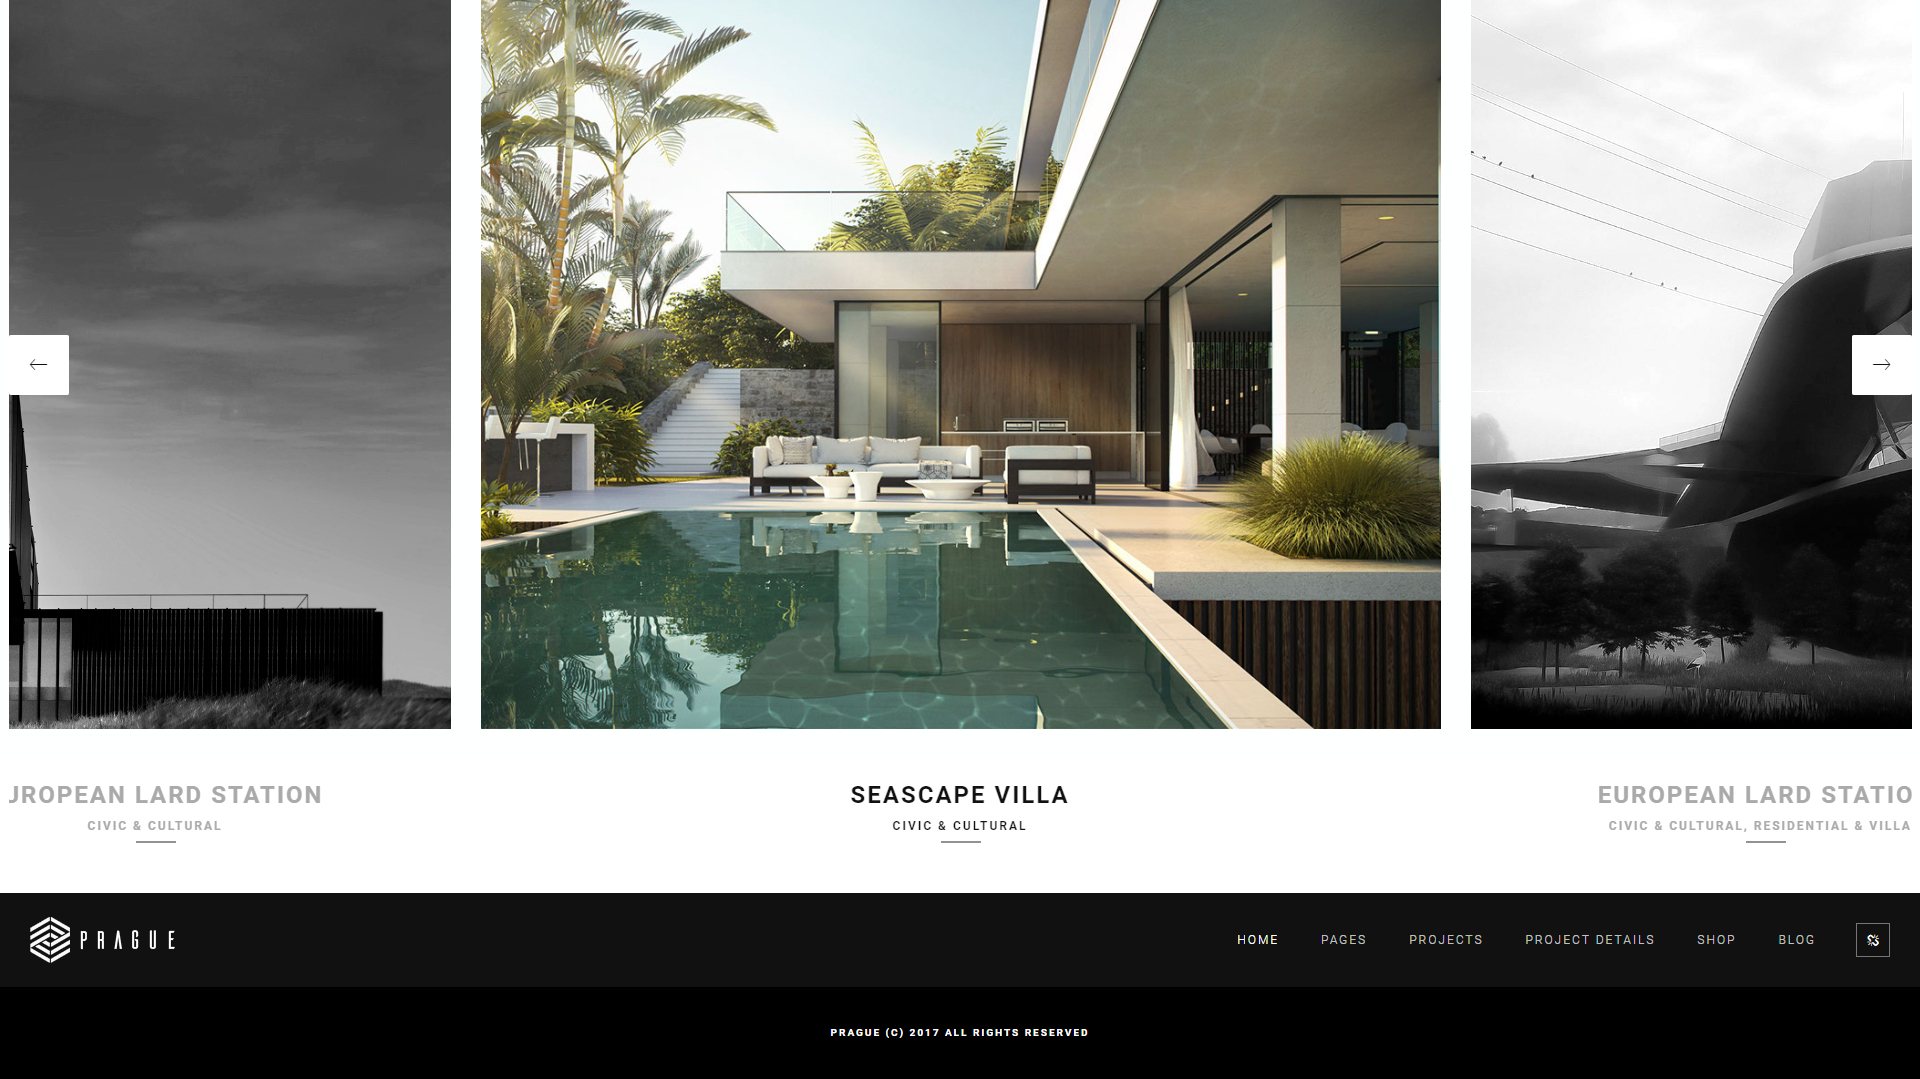 UROPEAN LARD STATION
CIVIC & CULTURAL
SEASCAPE VILLA
CIVIC & CULTURAL
EUROPEAN LARD STATIO
CIVIC & CULTURAL, RESIDENTIAL & VILLA
PRAGUE
HOME PAGES PROJECTS PROJECT DETAILS SHOP BLOG
PRAGUE (C) 2017 ALL RIGHTS RESERVED